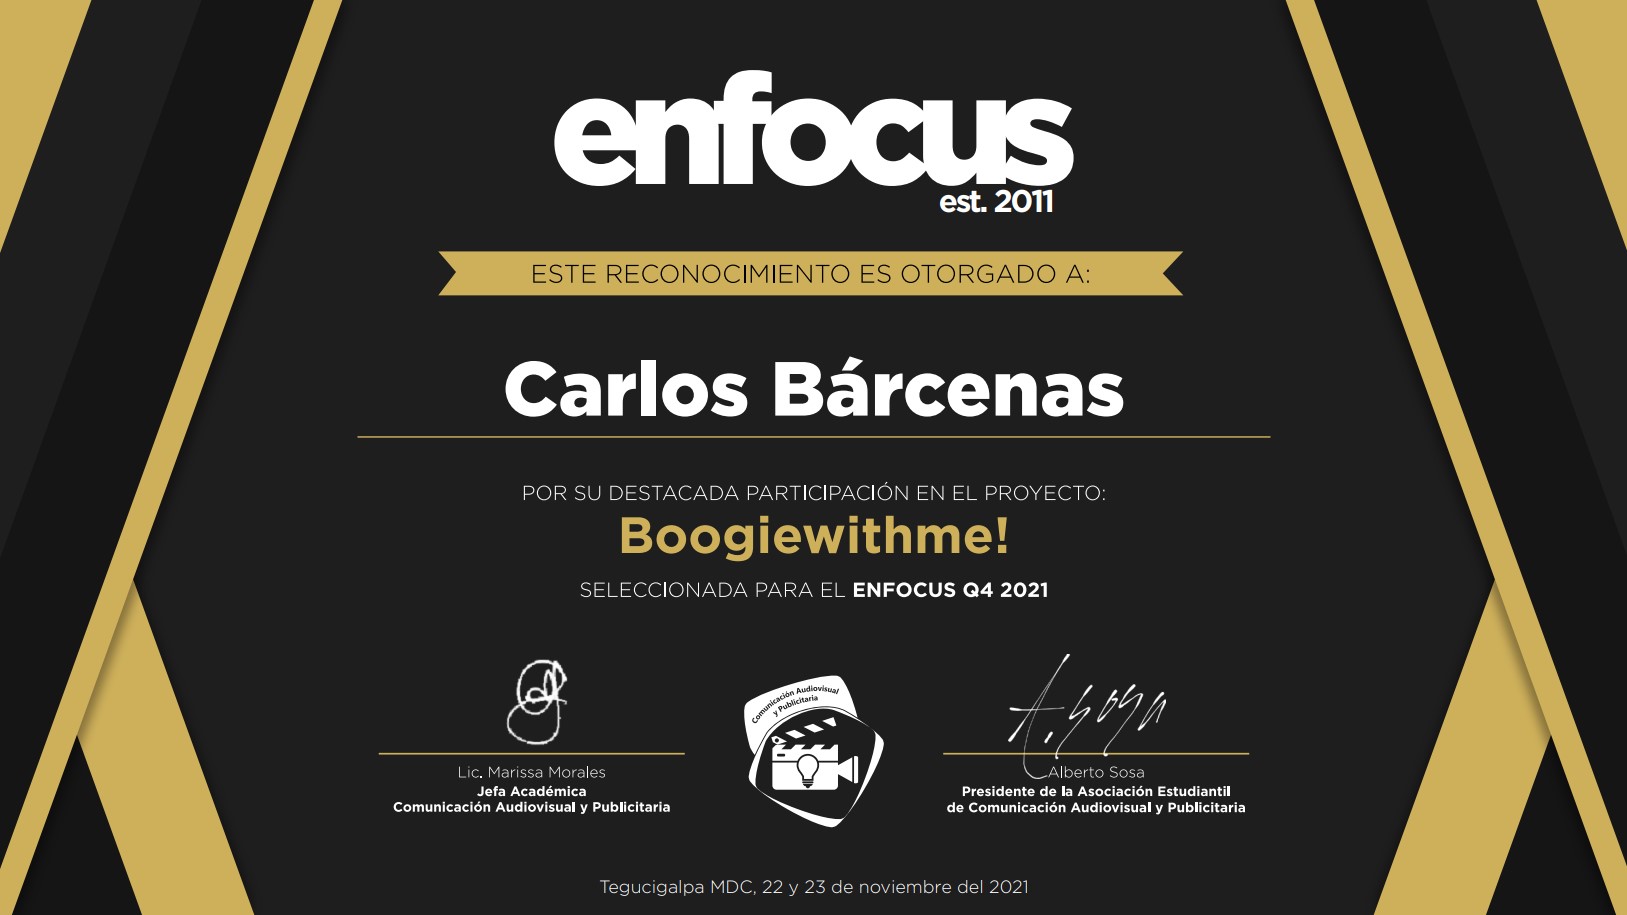 enfocus
est. 2011
ESTE RECONOCIMIENTO ES OTORGADO A:
Carlos Bárcenas
POR SU DESTACADA PARTICIPACIÓN EN EL PROYECTO:
Boogiewithme!
SELECCIONADA PARA EL ENFOCUS Q4 2021
Comunicación Audiovisual
y Publicitaria
A. Sosa
Lic. Marissa Morales
Jefa Académica
Comunicación Audiovisual y Publicitaria
Alberto Sosa
Presidente de la Asociación Estudiantil
de Comunicación Audiovisual y Publicitaria
Tegucigalpa MDC, 22 y 23 de noviembre del 2021